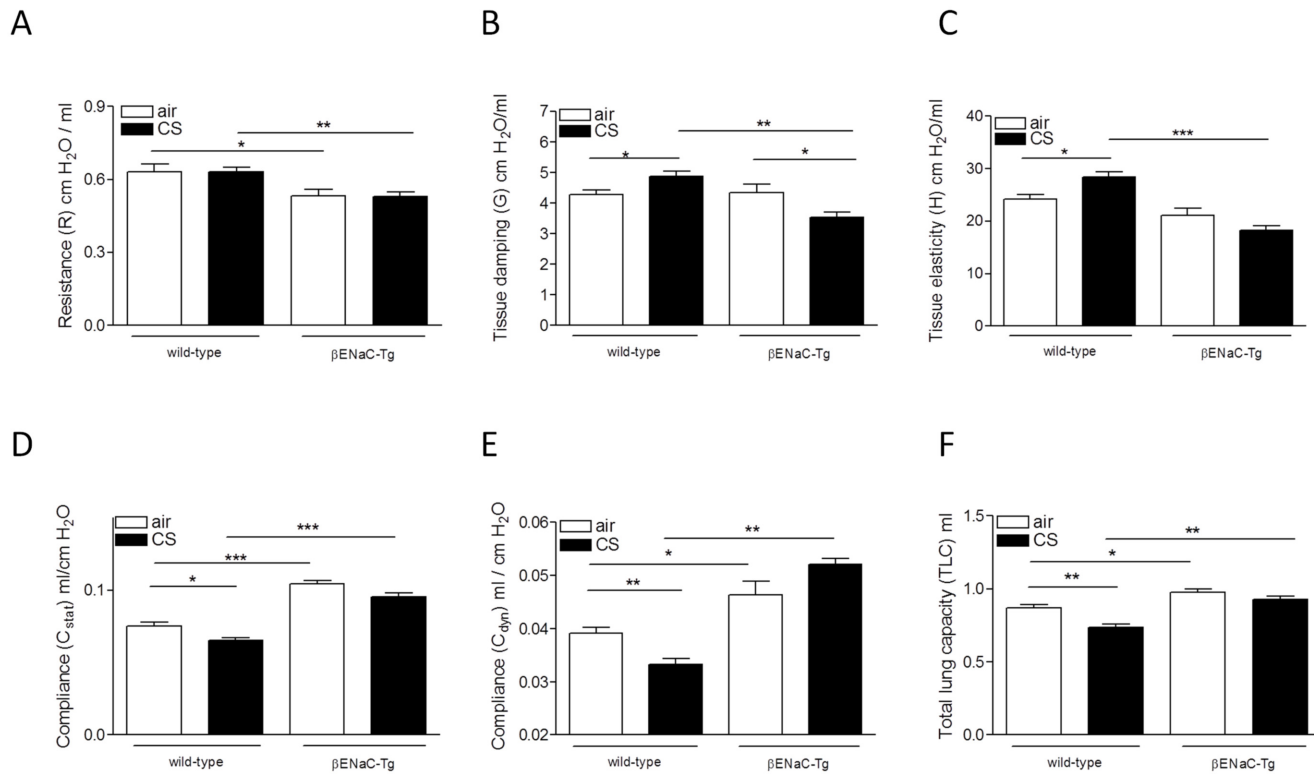 A
Resistance (R) cm H₂O / ml
0.9
0.6
0.3
0.0
air
CS
**
*
wild-type
βENaC-Tg
B
Tissue damping (G) cm H₂O/ml
7
6
5
4
3
2
1
0
air
CS
**
*
*
wild-type
βENaC-Tg
C
Tissue elasticity (H) cm H₂O/ml
40
30
20
10
0
air
CS
***
*
wild-type
βENaC-Tg
D
Compliance (Cstat) ml/cm H₂O
0.1
0.0
air
CS
***
***
*
wild-type
βENaC-Tg
E
Compliance (Cdyn) ml / cm H₂O
0.06
0.05
0.04
0.03
0.02
air
CS
**
*
**
wild-type
βENaC-Tg
F
Total lung capacity (TLC) ml
1.5
1.0
0.5
0.0
air
CS
**
*
**
wild-type
βENaC-Tg